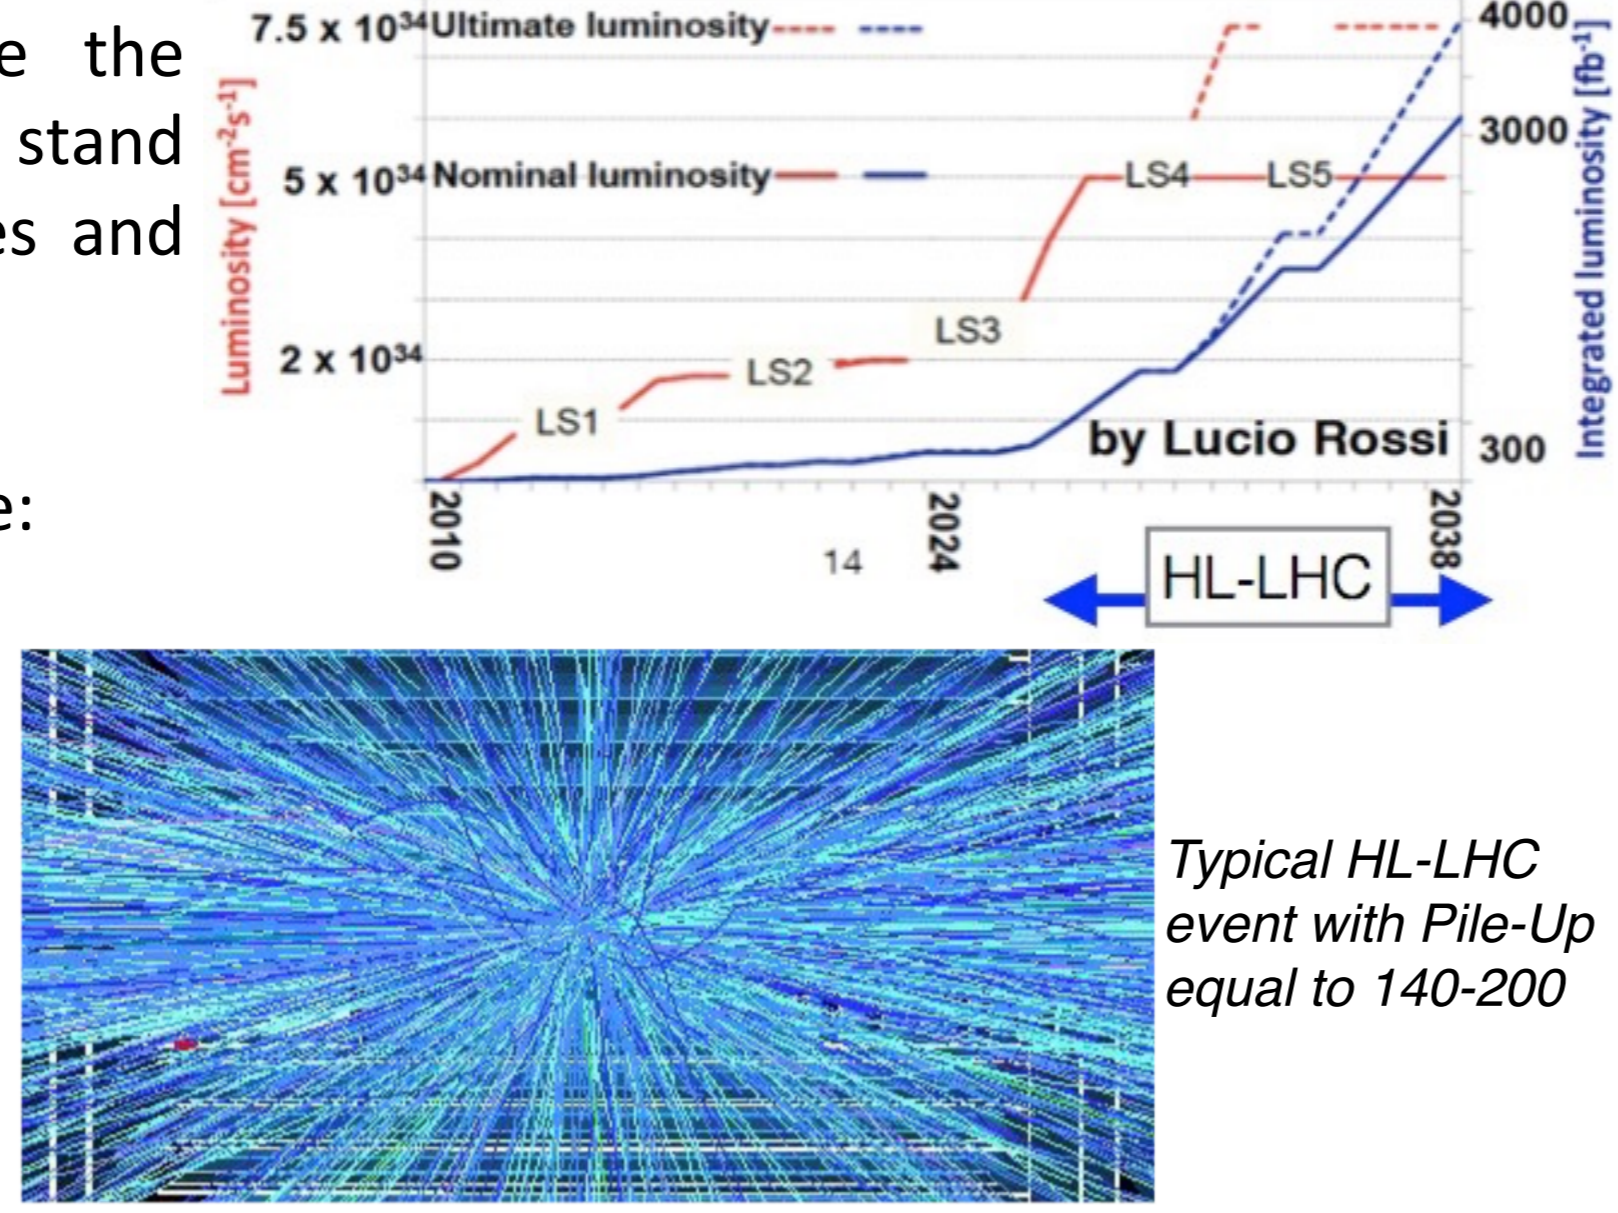 e the
stand
es and
e:
7.5 x 10³⁴ Ultimate luminosity
5 x 10³⁴ Nominal luminosity
2 x 10³⁴
Luminosity [cm⁻²s⁻¹]
LS1
LS2
LS3
LS4
LS5
by Lucio Rossi
4000
3000
300
Integrated luminosity [fb⁻¹]
2010
2024
2038
14
HL-LHC
Typical HL-LHC
event with Pile-Up
equal to 140-200